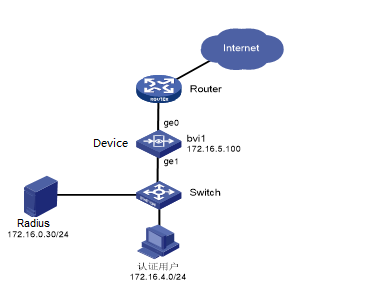 Internet
Router
ROUTER
ge0
Device
bvi1
172.16.5.100
ge1
Switch
Radius
172.16.0.30/24
认证用户
172.16.4.0/24